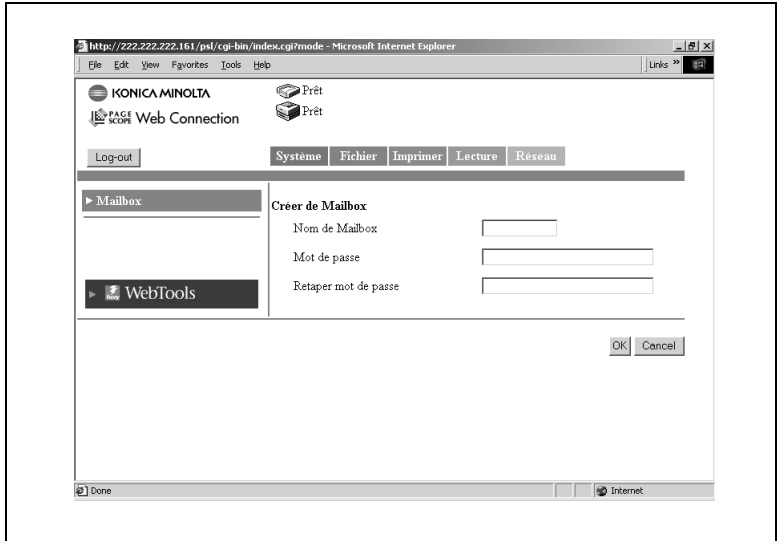 http://222.222.222.161/psl/cgi-bin/index.cgi?mode - Microsoft Internet Explorer
File Edit View Favorites Tools Help
Links »
KONICA MINOLTA
Prêt
PAGE SCOPE Web Connection
Prêt
Log-out
Système Fichier Imprimer Lecture Réseau
Mailbox
Créer de Mailbox
Nom de Mailbox
Mot de passe
Retaper mot de passe
fiery WebTools
OK Cancel
Done
Internet